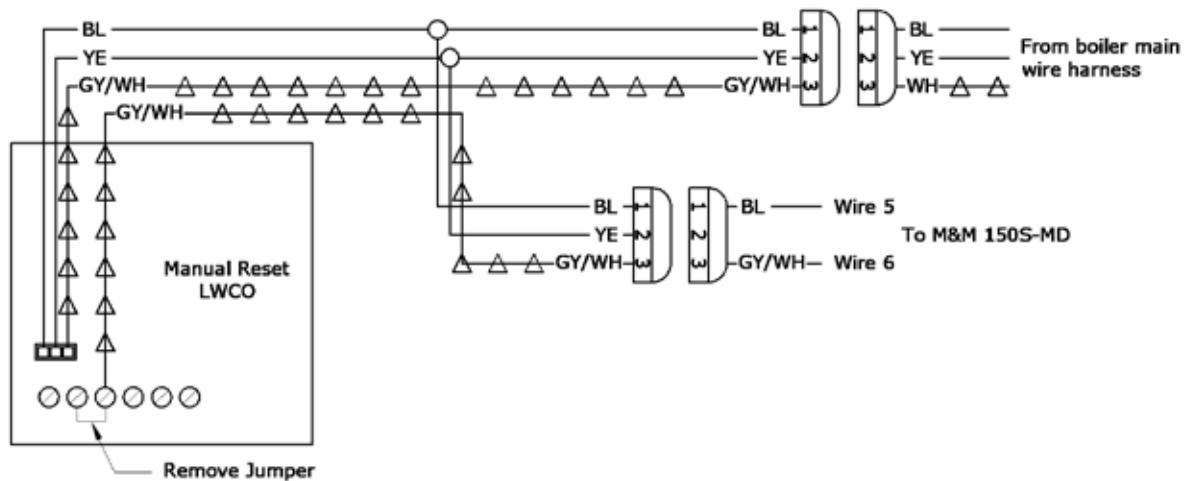 BL BL 1 1 BL
YE YE 2 2 YE
From boiler main
wire harness
GY/WH GY/WH 3 3 WH
GY/WH
BL 1 1 BL Wire 5
YE 2 2
To M&M 150S-MD
GY/WH 3 3 GY/WH Wire 6
Manual Reset
LWCO
Remove Jumper